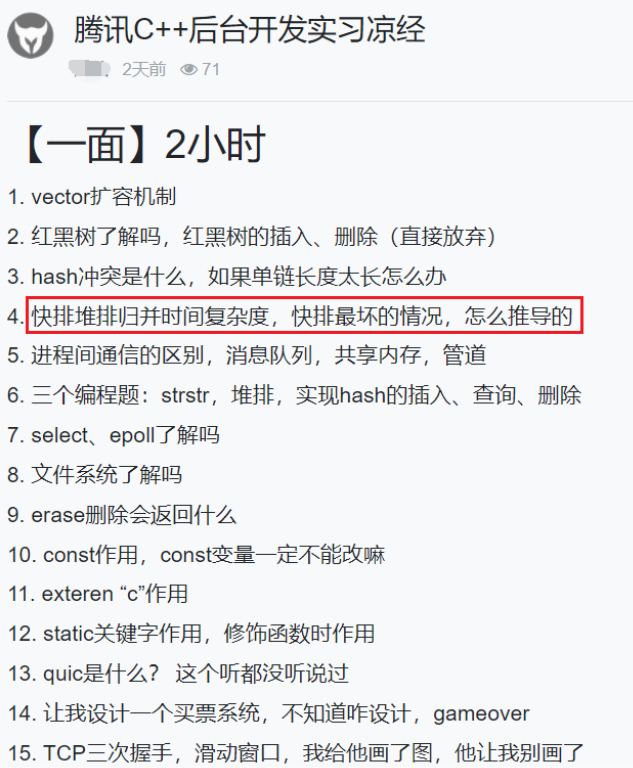 腾讯C++后台开发实习凉经
2天前 71
【一面】2小时
1. vector扩容机制
2. 红黑树了解吗，红黑树的插入、删除（直接放弃）
3. hash冲突是什么，如果单链长度太长怎么办
4. 快排堆排归并时间复杂度，快排最坏的情况，怎么推导的
5. 进程间通信的区别，消息队列，共享内存，管道
6. 三个编程题：strstr，堆排，实现hash的插入、查询、删除
7. select、epoll了解吗
8. 文件系统了解吗
9. erase删除会返回什么
10. const作用，const变量一定不能改嘛
11. exteren “c”作用
12. static关键字作用，修饰函数时作用
13. quic是什么？ 这个听都没听说过
14. 让我设计一个买票系统，不知道咋设计，gameover
15. TCP三次握手，滑动窗口，我给他画了图，他让我别画了